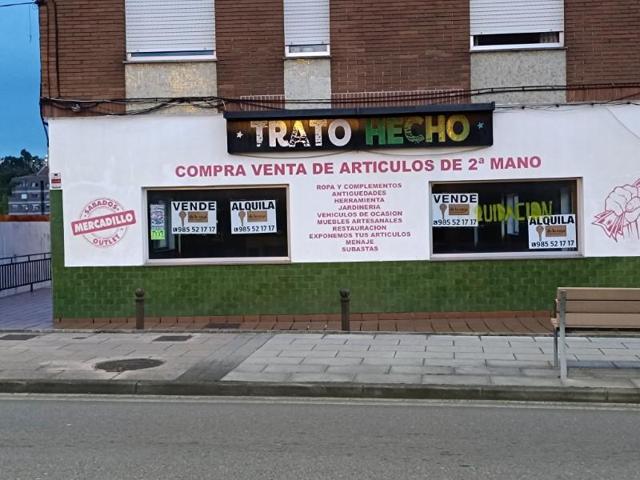 TRATO HECHO
COMPRA VENTA DE ARTICULOS DE 2ª MANO
SABADOS
MERCADILLO
OUTLET
ROPA Y COMPLEMENTOS
ANTIGUEDADES
HERRAMIENTA
JARDINERIA
VEHICULOS DE OCASION
MUEBLES ARTESANALES
RESTAURACION
EXPONEMOS TUS ARTICULOS
MENAJE
SUBASTAS
VENDE
985 52 17 17
ALQUILA
985 52 17 17
VENDE
985 52 17 17
UIDACION
ALQUILA
985 52 17 17